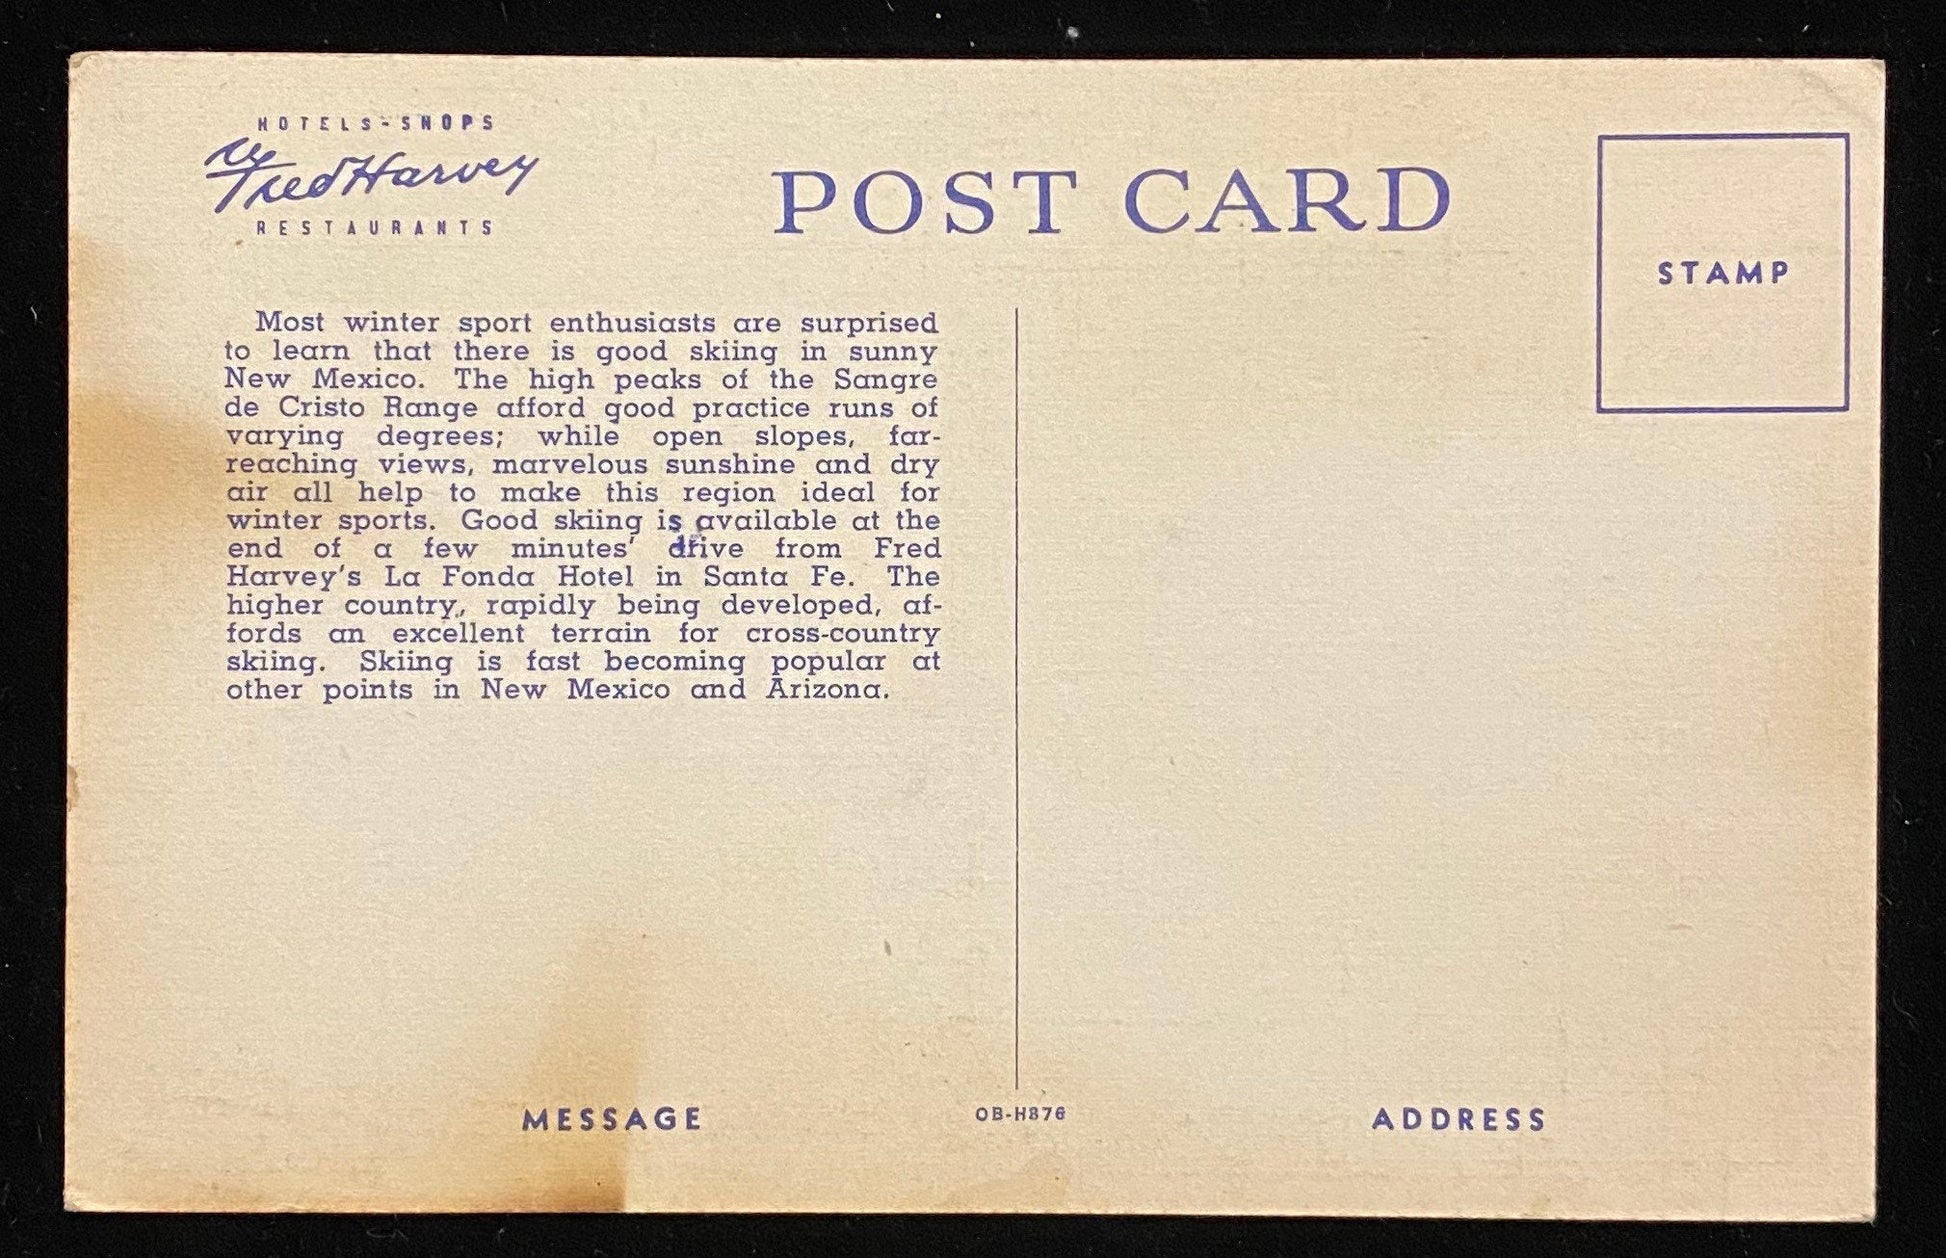 HOTELS-SHOPS
Fred Harvey
RESTAURANTS
POST CARD
STAMP
Most winter sport enthusiasts are surprised
to learn that there is good skiing in sunny
New Mexico. The high peaks of the Sangre
de Cristo Range afford good practice runs of
varying degrees; while open slopes, far-
reaching views, marvelous sunshine and dry
air all help to make this region ideal for
winter sports. Good skiing is available at the
end of a few minutes' drive from Fred
Harvey's La Fonda Hotel in Santa Fe. The
higher country, rapidly being developed, af-
fords an excellent terrain for cross-country
skiing. Skiing is fast becoming popular at
other points in New Mexico and Arizona.
MESSAGE
OB-H876
ADDRESS